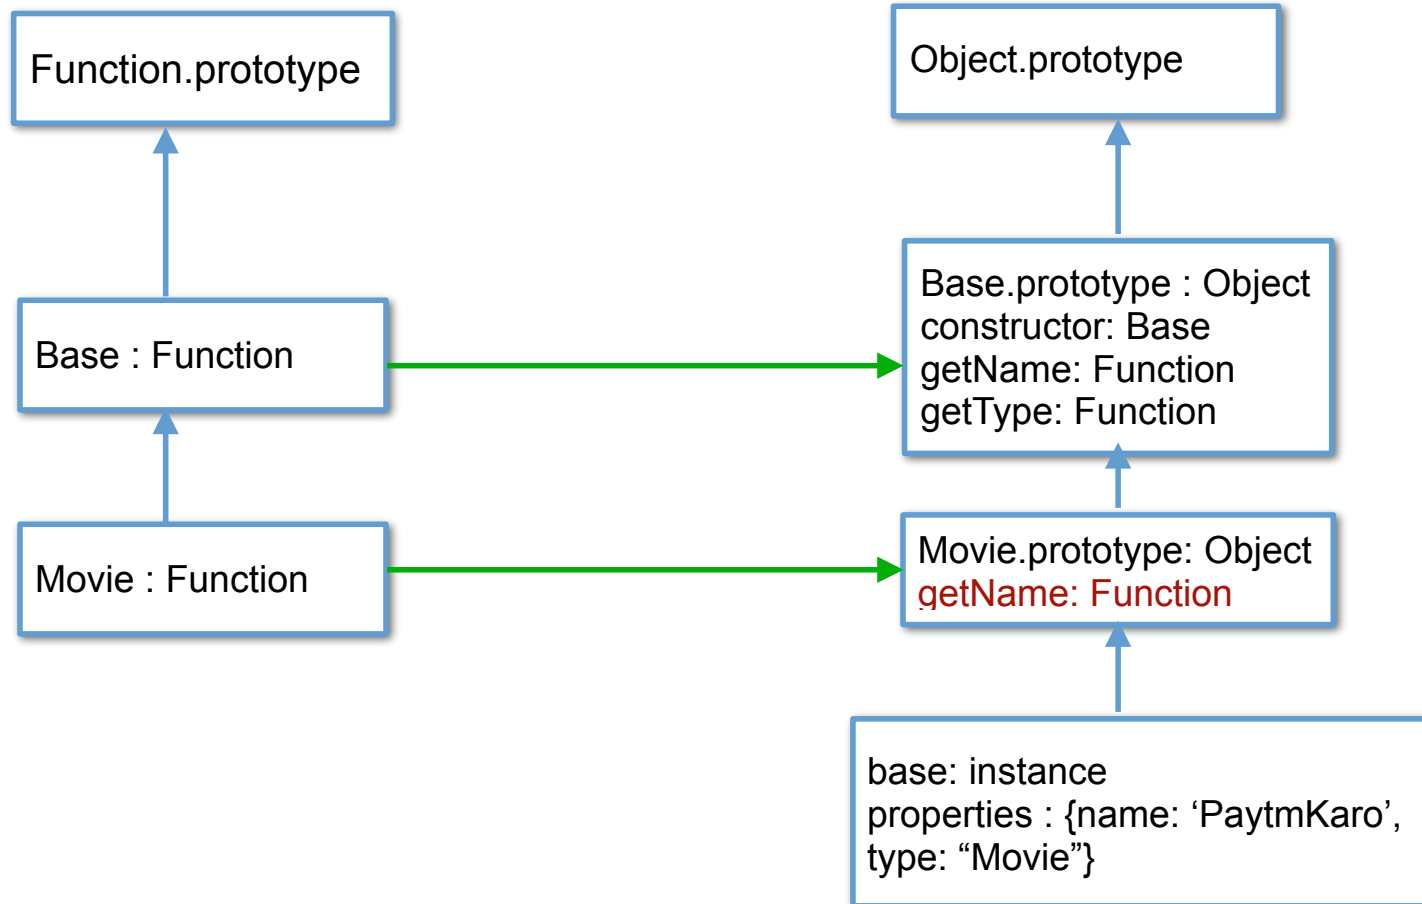 Function.prototype
Object.prototype
Base : Function
Base.prototype : Object
constructor: Base
getName: Function
getType: Function
Movie : Function
Movie.prototype: Object
getName: Function
base: instance
properties : {name: ‘PaytmKaro’,
type: “Movie”}